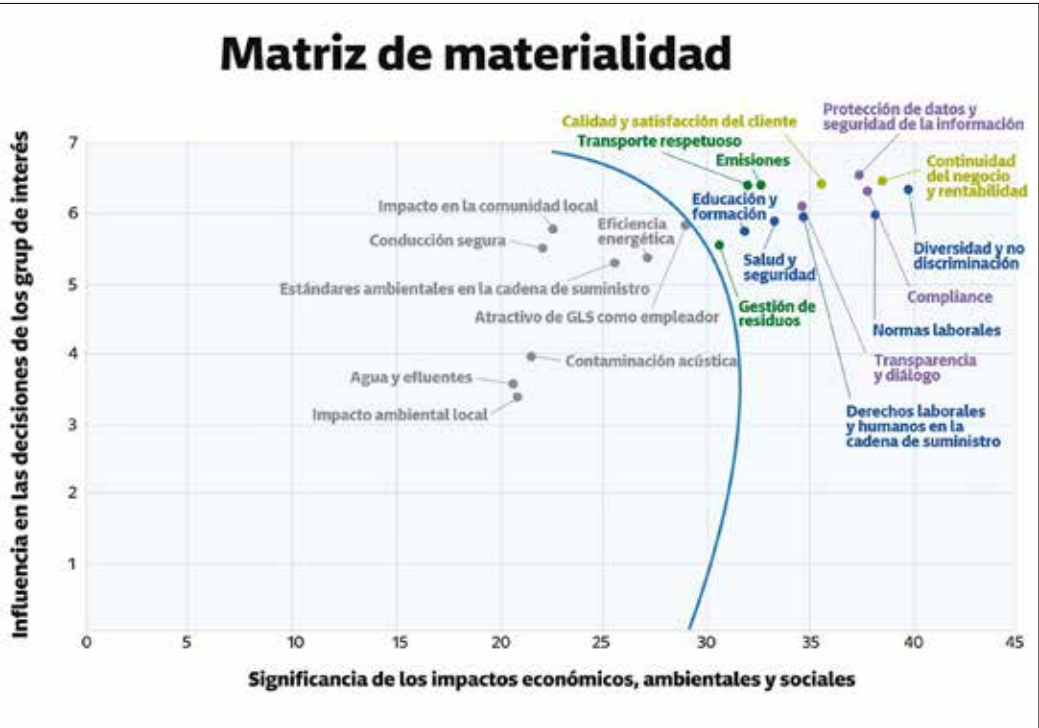 Matriz de materialidad
Influencia en las decisiones de los grup de interés
7
6
5
4
3
2
1
Calidad y satisfacción del cliente
Transporte respetuoso
Emisiones
Protección de datos y
seguridad de la información
Continuidad
del negocio
y rentabilidad
Educación y
formación
Impacto en la comunidad local
Conducción segura
Eficiencia
energética
Salud y
seguridad
Diversidad y no
discriminación
Estándares ambientales en la cadena de suministro
Compliance
Atractivo de GLS como empleador
Gestión de
residuos
Normas laborales
Contaminación acústica
Transparencia
y diálogo
Agua y efluentes
Impacto ambiental local
Derechos laborales
y humanos en la
cadena de suministro
0 5 10 15 20 25 30 35 40 45
Significancia de los impactos económicos, ambientales y sociales